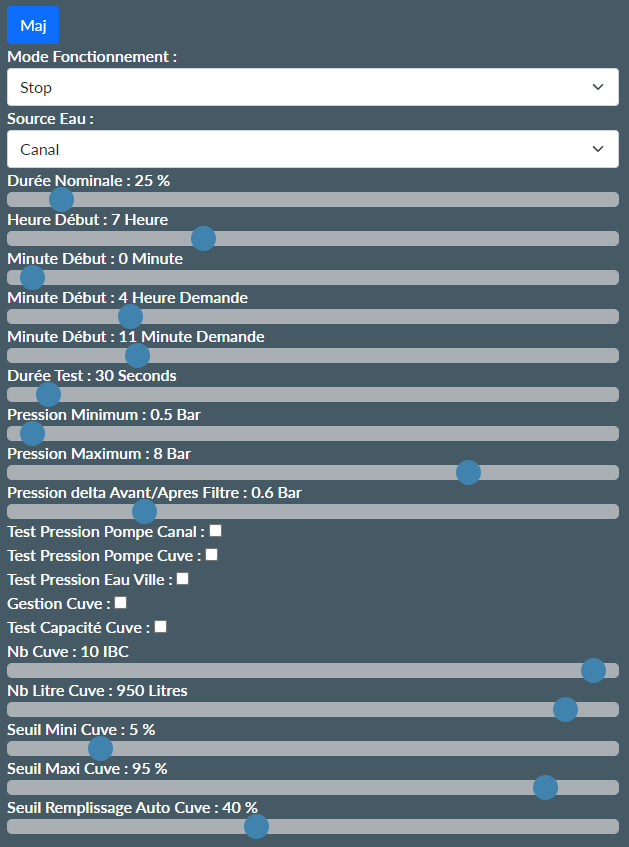 Maj
Mode Fonctionnement :
Stop
Source Eau :
Canal
Durée Nominale : 25 %
Heure Début : 7 Heure
Minute Début : 0 Minute
Minute Début : 4 Heure Demande
Minute Début : 11 Minute Demande
Durée Test : 30 Seconds
Pression Minimum : 0.5 Bar
Pression Maximum : 8 Bar
Pression delta Avant/Apres Filtre : 0.6 Bar
Test Pression Pompe Canal :
Test Pression Pompe Cuve :
Test Pression Eau Ville :
Gestion Cuve :
Test Capacité Cuve :
Nb Cuve : 10 IBC
Nb Litre Cuve : 950 Litres
Seuil Mini Cuve : 5 %
Seuil Maxi Cuve : 95 %
Seuil Remplissage Auto Cuve : 40 %